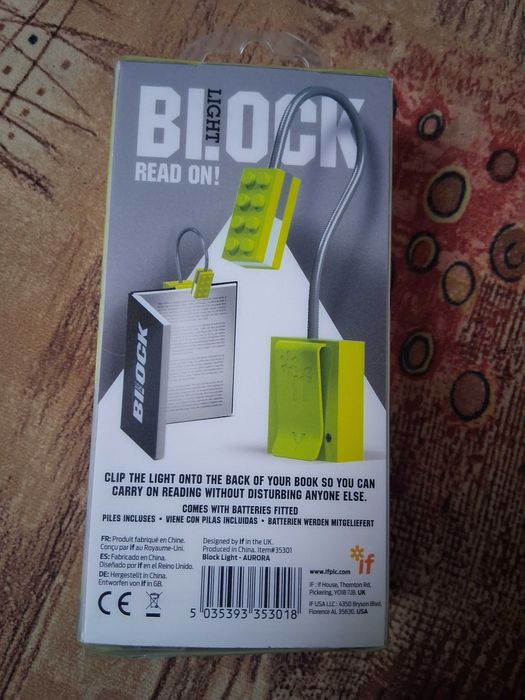 BLOCK
LIGHT
READ ON!
BLOCK
CLIP THE LIGHT ONTO THE BACK OF YOUR BOOK SO YOU CAN
CARRY ON READING WITHOUT DISTURBING ANYONE ELSE.
COMES WITH BATTERIES FITTED
PILES INCLUSES • VIENE CON PILAS INCLUIDAS • BATTERIEN WERDEN MITGELIEFERT
FR: Produit fabriqué en Chine.
Conçu par if au Royaume-Uni.
ES: Fabricado en China.
Diseñado por if en el Reino Unido.
DE: Hergestellt in China.
Entworfen von if in GB.
CE
Designed by if in the UK.
Produced in China. Item#35301
Block Light - AURORA
5 035393 353018
if
www.ifplc.com
IF : if House, Thornton Rd,
Pickering, YO18 7JB. UK
IF USA LLC : 4350 Bryson Blvd,
Florence AL 35630. USA